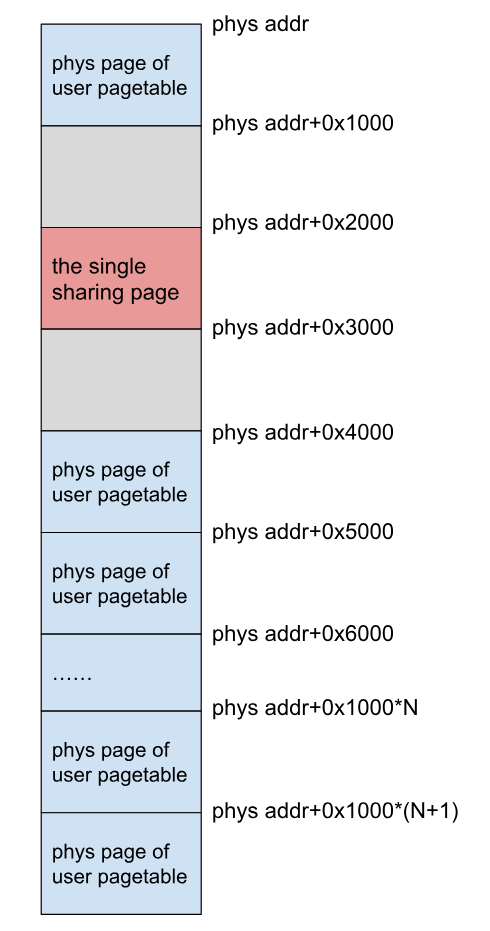 phys addr
phys page of
user pagetable
phys addr+0x1000
phys addr+0x2000
the single
sharing page
phys addr+0x3000
phys addr+0x4000
phys page of
user pagetable
phys addr+0x5000
phys page of
user pagetable
phys addr+0x6000
……
phys addr+0x1000*N
phys page of
user pagetable
phys addr+0x1000*(N+1)
phys page of
user pagetable